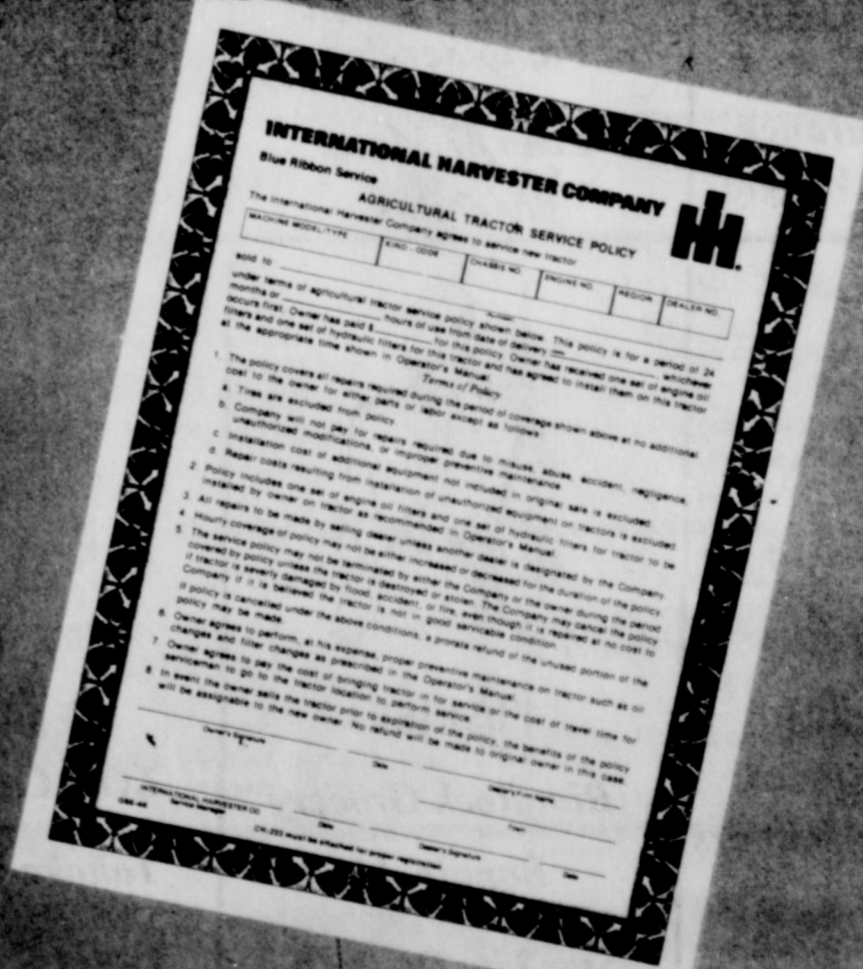 INTERNATIONAL HARVESTER COMPANY
Blue Ribbon Service
AGRICULTURAL TRACTOR SERVICE POLICY
The International Harvester Company agrees to service new tractor
MACHINE MODEL/TYPE KIND - CODE CHASSIS NO. ENGINE NO. REGION DEALER NO.
sold to
under terms of agricultural tractor service policy shown below. This policy is for a period of 24
months or hours of use from date of delivery , whichever
occurs first. Owner has paid $ for this policy. Owner has received one set of engine oil
filters and one set of hydraulic filters for this tractor and has agreed to install them on this tractor
at the appropriate time shown in Operator's Manual.
Terms of Policy
1. The policy covers all repairs required during the period of coverage shown above at no additional
cost to the owner for either parts or labor except as follows:
a. Tires are excluded from policy.
b. Company will not pay for repairs required due to misuse, abuse, accident, negligence,
unauthorized modifications, or improper preventive maintenance.
c. Installation cost of additional equipment not included in original sale is excluded.
d. Repair costs resulting from installation of unauthorized equipment on tractors is excluded.
2. Policy includes one set of engine oil filters and one set of hydraulic filters for tractor to be
installed by owner on tractor as recommended in Operator's Manual.
3. All repairs to be made by selling dealer unless another dealer is designated by the Company
4. Hourly coverage of policy may not be either increased or decreased for the duration of the policy
5. The service policy may not be terminated by either the Company or the owner during the period
covered by policy unless the tractor is destroyed or stolen. The Company may cancel the policy
if tractor is severely damaged by flood, accident, or fire, even though it is repaired at no cost to
Company if it is believed the tractor is not in good servicable condition.
If policy is cancelled under the above conditions, a prorata refund of the unused portion of the
policy may be made.
6. Owner agrees to perform, at his expense, proper preventive maintenance on tractor such as oil
changes and filter changes as prescribed in the Operator's Manual.
7. Owner agrees to pay the cost of bringing tractor in for service or the cost of travel time for
serviceman to go to the tractor location to perform service.
8. In event the owner sells the tractor prior to expiration of the policy, the benefits of the policy
will be assignable to the new owner. No refund will be made to original owner in this case.
Owner's Signature Date Dealer's Firm Name
Town
INTERNATIONAL HARVESTER CO.
Service Manager Date Dealer's Signature Date
CH-233 must be attached for proper registration